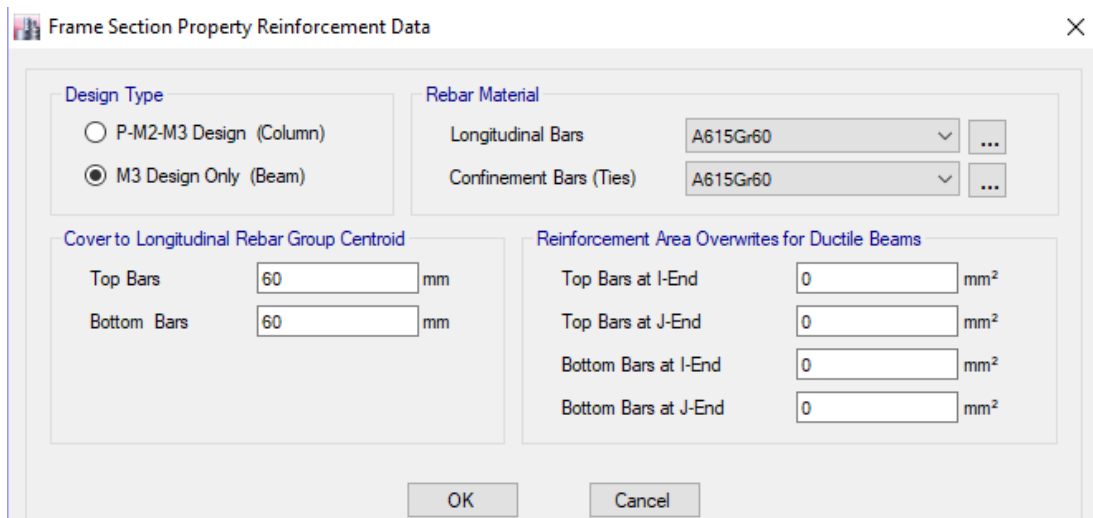 Frame Section Property Reinforcement Data
Design Type
P-M2-M3 Design (Column)
M3 Design Only (Beam)
Rebar Material
Longitudinal Bars A615Gr60 ...
Confinement Bars (Ties) A615Gr60 ...
Cover to Longitudinal Rebar Group Centroid
Top Bars 60 mm
Bottom Bars 60 mm
Reinforcement Area Overwrites for Ductile Beams
Top Bars at I-End 0 mm²
Top Bars at J-End 0 mm²
Bottom Bars at I-End 0 mm²
Bottom Bars at J-End 0 mm²
OK Cancel